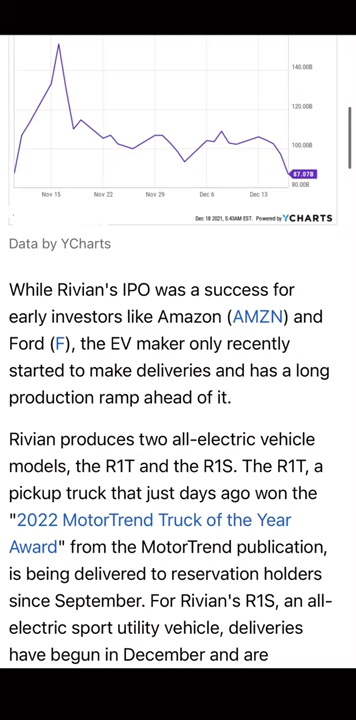 140.00B
120.00B
100.00B
87.07B
80.00B
Nov 15 Nov 22 Nov 29 Dec 6 Dec 13
Dec 18 2021, 5:43AM EST. Powered by YCHARTS
Data by YCharts
While Rivian's IPO was a success for
early investors like Amazon (AMZN) and
Ford (F), the EV maker only recently
started to make deliveries and has a long
production ramp ahead of it.
Rivian produces two all-electric vehicle
models, the R1T and the R1S. The R1T, a
pickup truck that just days ago won the
"2022 MotorTrend Truck of the Year
Award" from the MotorTrend publication,
is being delivered to reservation holders
since September. For Rivian's R1S, an all-
electric sport utility vehicle, deliveries
have begun in December and are